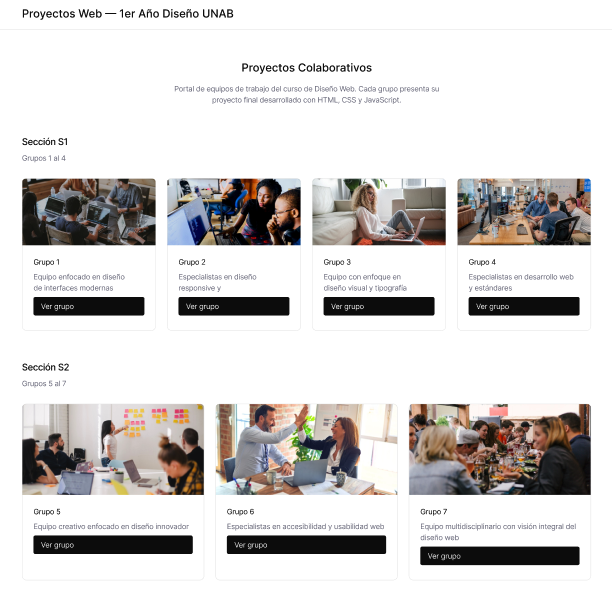 Proyectos Web — 1er Año Diseño UNAB
Proyectos Colaborativos
Portal de equipos de trabajo del curso de Diseño Web. Cada grupo presenta su
proyecto final desarrollado con HTML, CSS y JavaScript.
Sección S1
Grupos 1 al 4
Grupo 1
Equipo enfocado en diseño
de interfaces modernas
Ver grupo
Grupo 2
Especialistas en diseño
responsive y
Ver grupo
Grupo 3
Equipo con enfoque en
diseño visual y tipografía
Ver grupo
Grupo 4
Especialistas en desarrollo web
y estándares
Ver grupo
Sección S2
Grupos 5 al 7
Grupo 5
Equipo creativo enfocado en diseño innovador
Ver grupo
Grupo 6
Especialistas en accesibilidad y usabilidad web
Ver grupo
Grupo 7
Equipo multidisciplinario con visión integral del
diseño web
Ver grupo